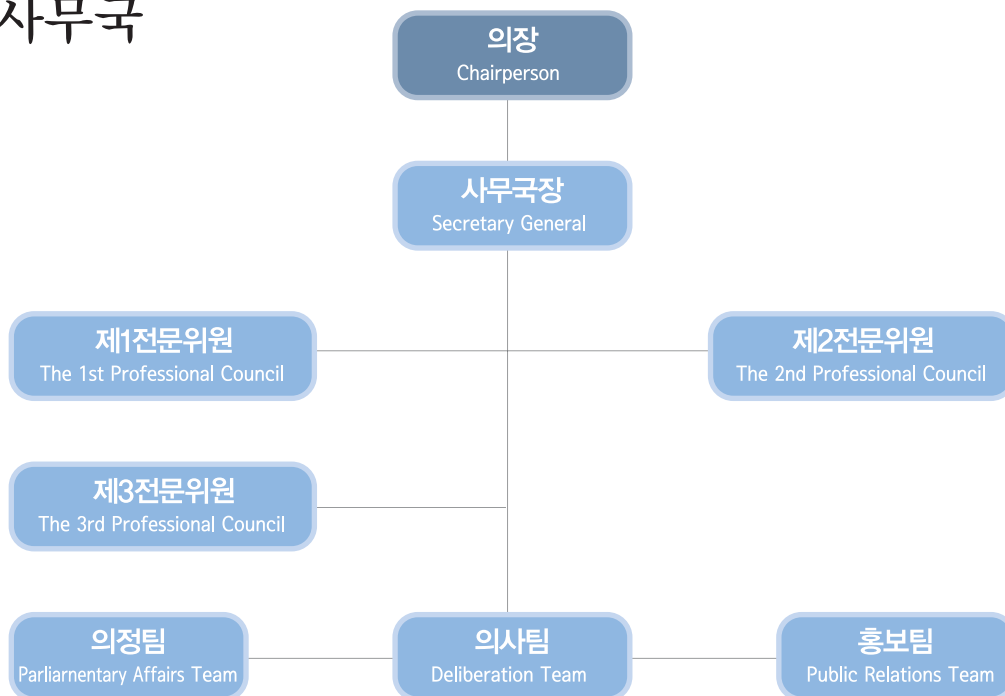 사무국
의장
Chairperson
사무국장
Secretary General
제1전문위원
The 1st Professional Council
제2전문위원
The 2nd Professional Council
제3전문위원
The 3rd Professional Council
의정팀
Parliarnentary Affairs Team
의사팀
Deliberation Team
홍보팀
Public Relations Team